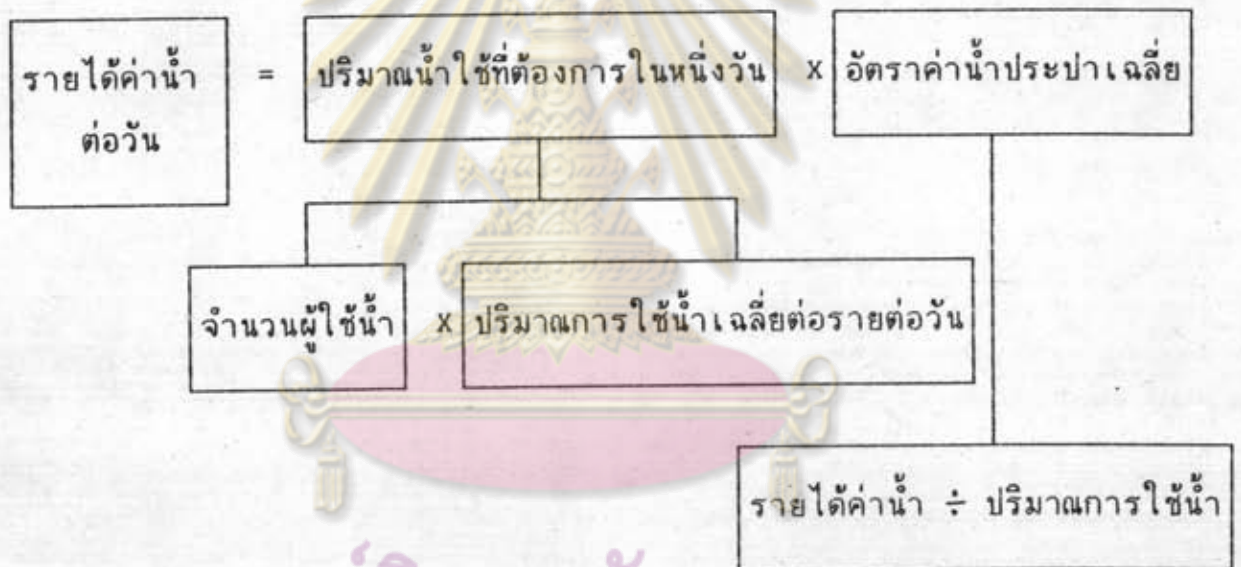 รายได้ค่าน้ำ = ปริมาณน้ำใช้ที่ต้องการในหนึ่งวัน x อัตราค่าน้ำประปาเฉลี่ย
ต่อวัน
จำนวนผู้ใช้น้ำ x ปริมาณการใช้น้ำเฉลี่ยต่อรายต่อวัน
รายได้ค่าน้ำ ÷ ปริมาณการใช้น้ำ